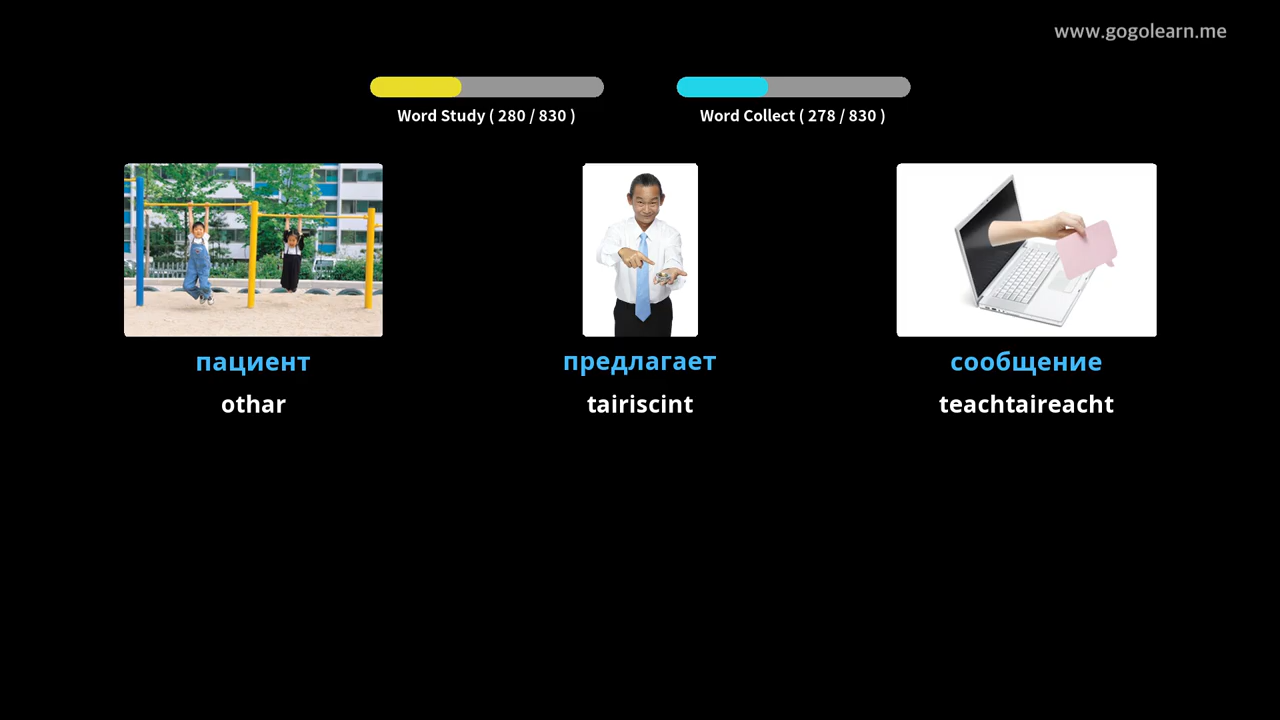 www.gogolearn.me
Word Study ( 280 / 830 )
Word Collect ( 278 / 830 )
пациент
предлагает
сообщение
othar
tairiscint
teachtaireacht